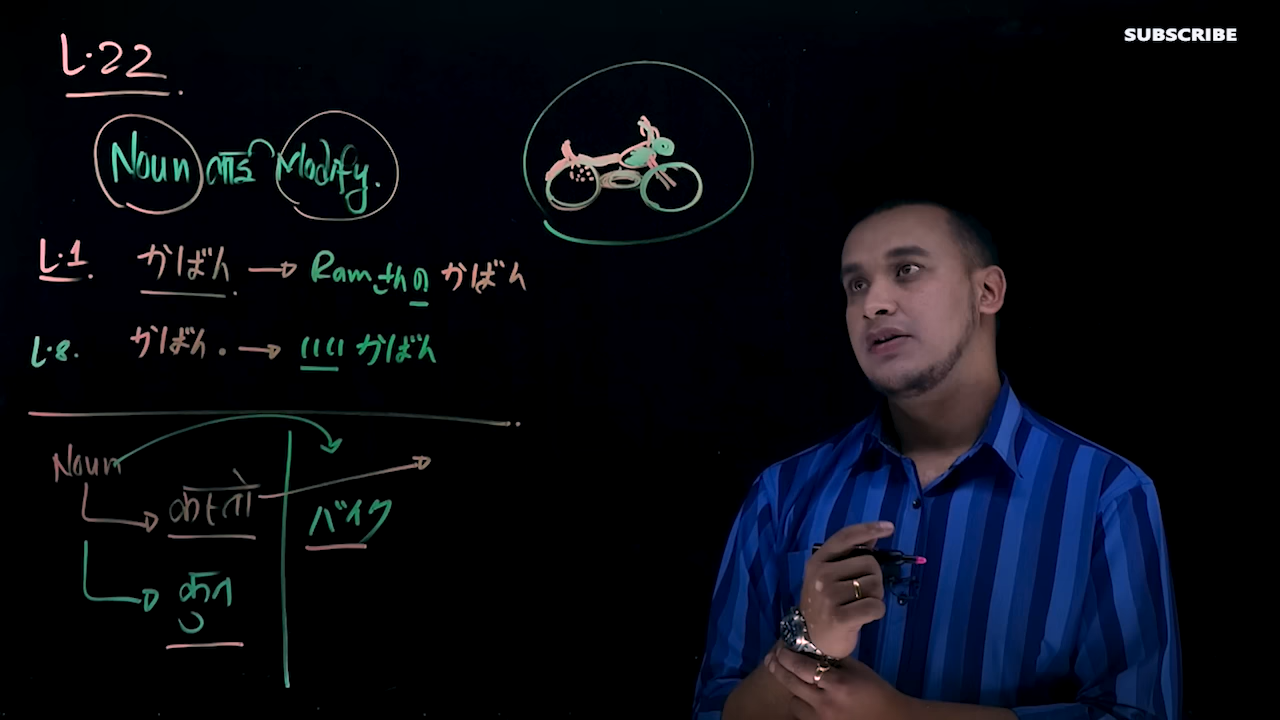 SUBSCRIBE
L.22
Noun लाई Modify.
L.1. かばん. → Ramさんの かばん
L.8. かばん. → いい かばん
Noun
कस्तो
バイク
कुन